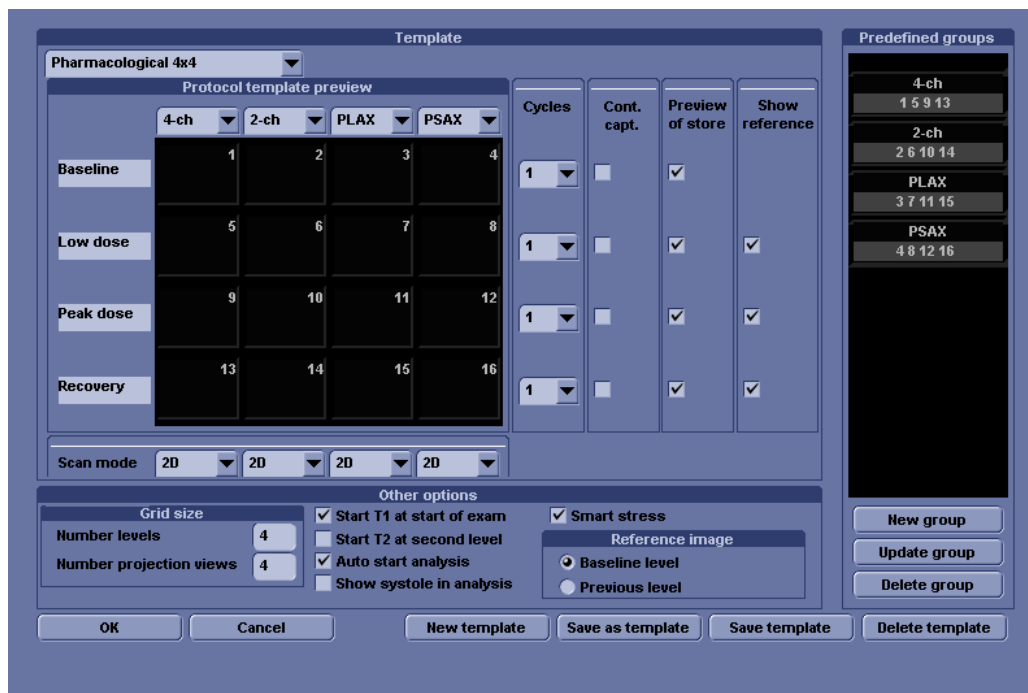 Template
Predefined groups
Pharmacological 4x4
Protocol template preview
Cycles
Cont. capt.
Preview of store
Show reference
4-ch
2-ch
PLAX
PSAX
Baseline
1
2
3
4
1
Low dose
5
6
7
8
1
Peak dose
9
10
11
12
1
Recovery
13
14
15
16
1
Scan mode
2D
2D
2D
2D
4-ch
1 5 9 13
2-ch
2 6 10 14
PLAX
3 7 11 15
PSAX
4 8 12 16
Other options
Grid size
Number levels
4
Number projection views
4
Start T1 at start of exam
Start T2 at second level
Auto start analysis
Show systole in analysis
Smart stress
Reference image
Baseline level
Previous level
New group
Update group
Delete group
OK
Cancel
New template
Save as template
Save template
Delete template